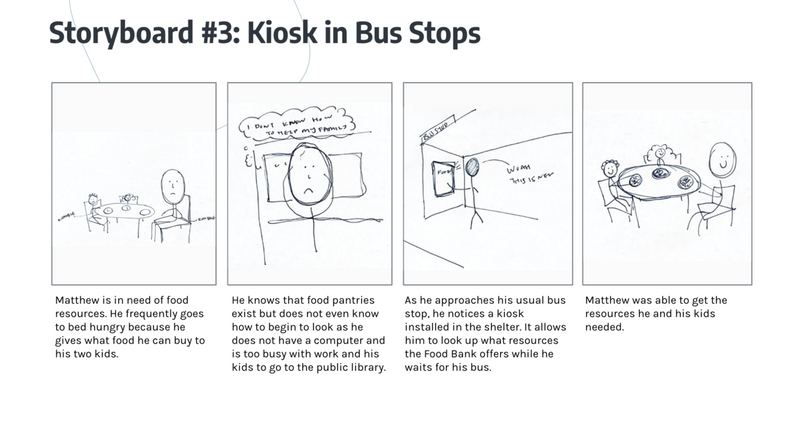 Storyboard #3: Kiosk in Bus Stops
I DON'T KNOW HOW
TO HELP MY FAMILY
BUS STOP
FOOD
WOAH
THIS IS NEW
Matthew is in need of food
resources. He frequently goes
to bed hungry because he
gives what food he can buy to
his two kids.
He knows that food pantries
exist but does not even know
how to begin to look as he
does not have a computer and
is too busy with work and his
kids to go to the public library.
As he approaches his usual bus
stop, he notices a kiosk
installed in the shelter. It allows
him to look up what resources
the Food Bank offers while he
waits for his bus.
Matthew was able to get the
resources he and his kids
needed.